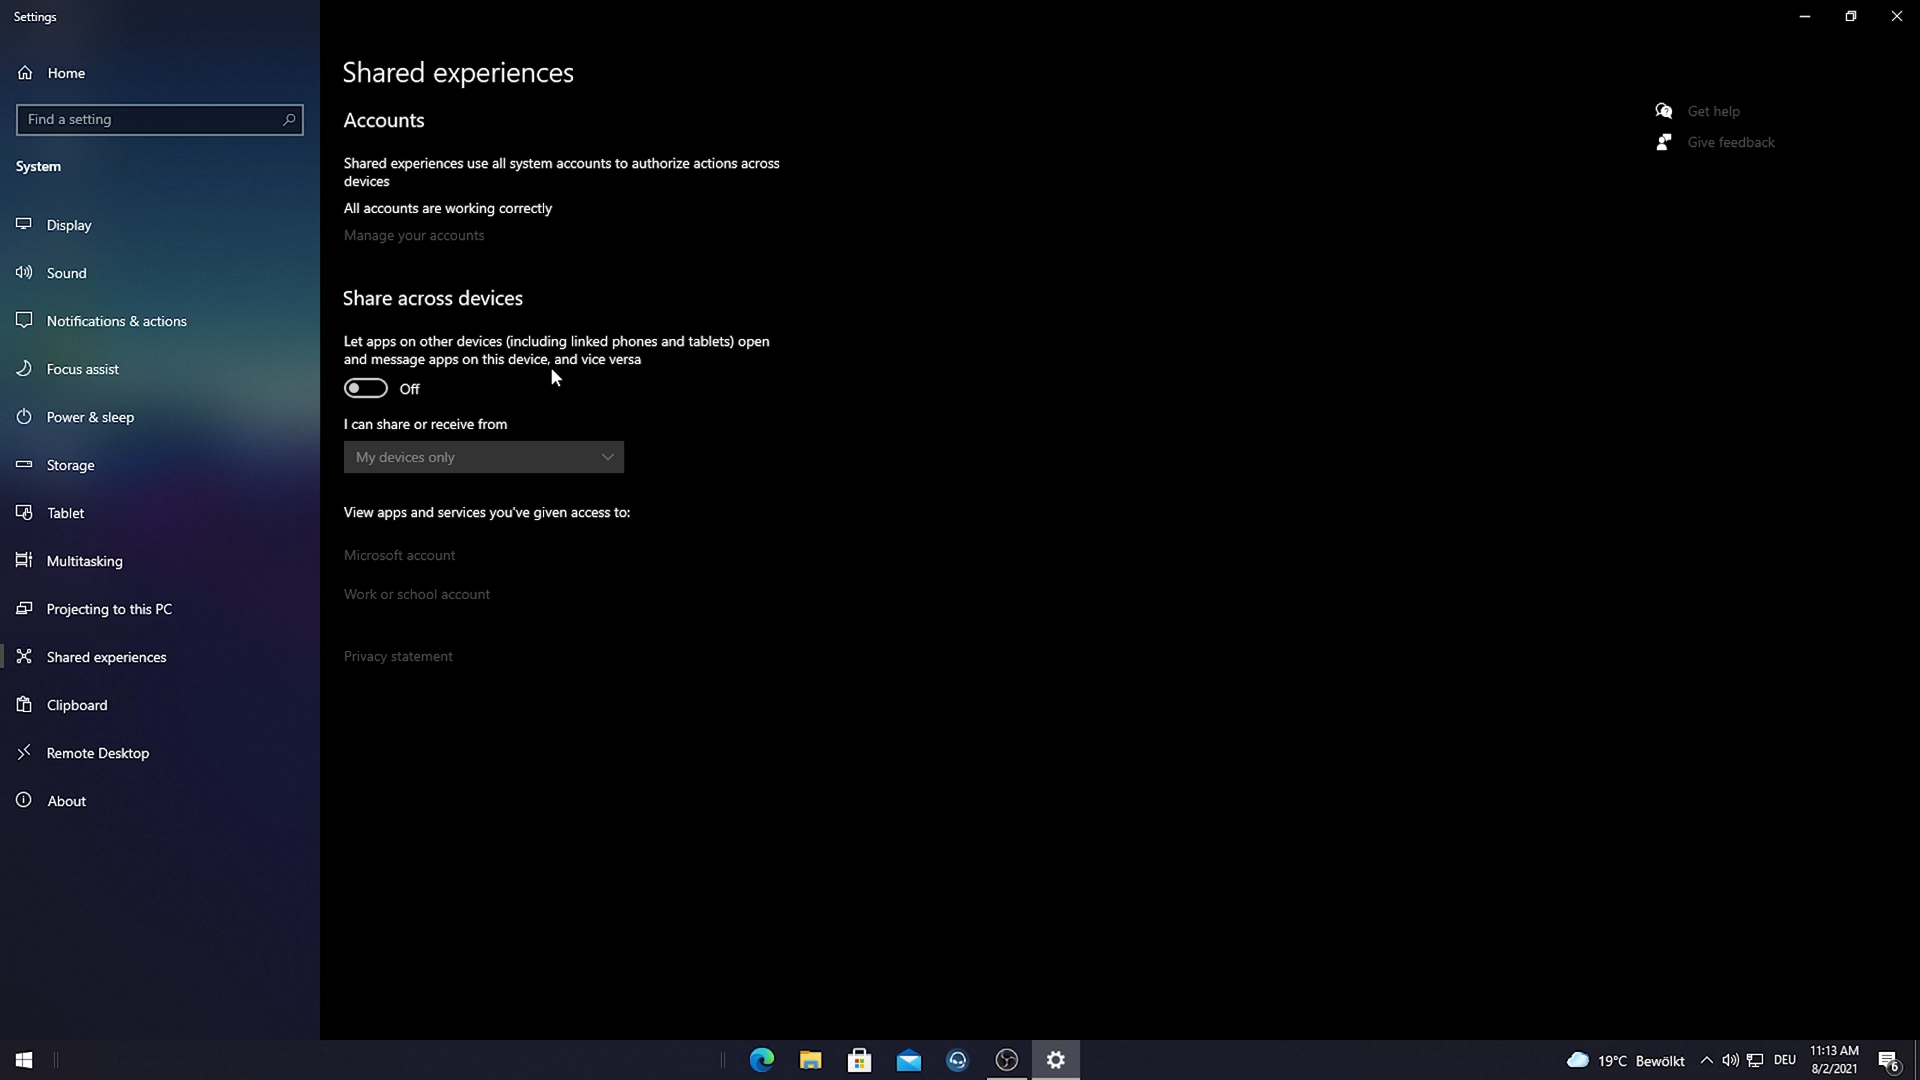 Settings
Home
Find a setting
System
Display
Sound
Notifications & actions
Focus assist
Power & sleep
Storage
Tablet
Multitasking
Projecting to this PC
Shared experiences
Clipboard
Remote Desktop
About
Shared experiences
Accounts
Shared experiences use all system accounts to authorize actions across
devices
All accounts are working correctly
Manage your accounts
Share across devices
Let apps on other devices (including linked phones and tablets) open
and message apps on this device, and vice versa
Off
I can share or receive from
My devices only
View apps and services you've given access to:
Microsoft account
Work or school account
Privacy statement
Get help
Give feedback
19°C Bewölkt
DEU
11:13 AM
8/2/2021
6